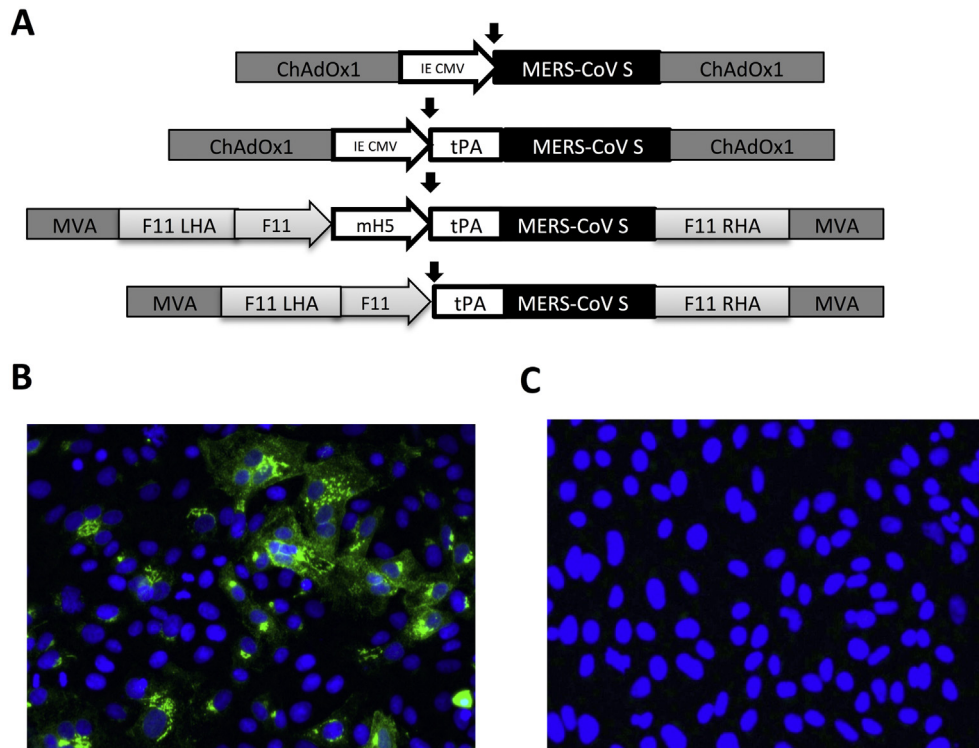 A
ChAdOx1 IE CMV MERS-CoV S ChAdOx1
ChAdOx1 IE CMV tPA MERS-CoV S ChAdOx1
MVA F11 LHA F11 mH5 tPA MERS-CoV S F11 RHA MVA
MVA F11 LHA F11 tPA MERS-CoV S F11 RHA MVA
B C